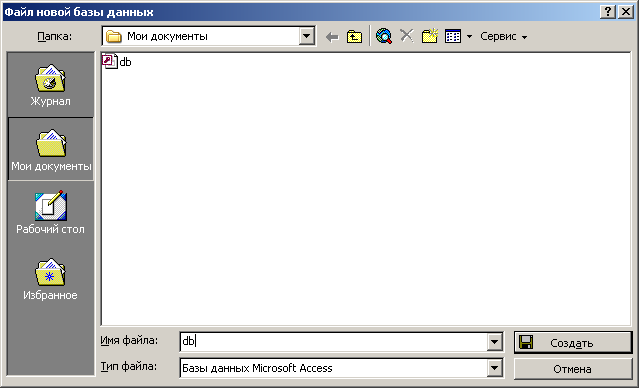 Файл новой базы данных
Папка: Мои документы Сервис
db
Журнал
Мои документы
Рабочий стол
Избранное
Имя файла: db Создать
Тип файла: Базы данных Microsoft Access Отмена